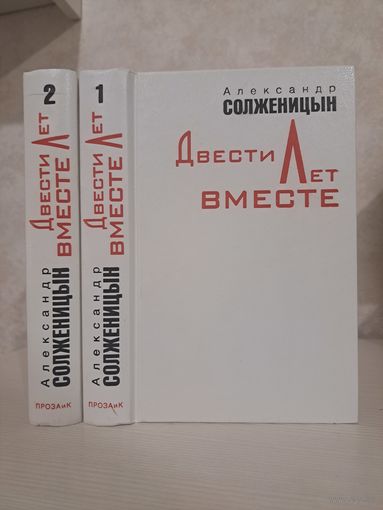 2
Александр
СОЛЖЕНИЦЫН
Двести Лет
ВМЕСТЕ
ПРОЗАиК
1
Александр
СОЛЖЕНИЦЫН
Двести Лет
ВМЕСТЕ
ПРОЗАиК
Александр
СОЛЖЕНИЦЫН
Двести Лет
ВМЕСТЕ